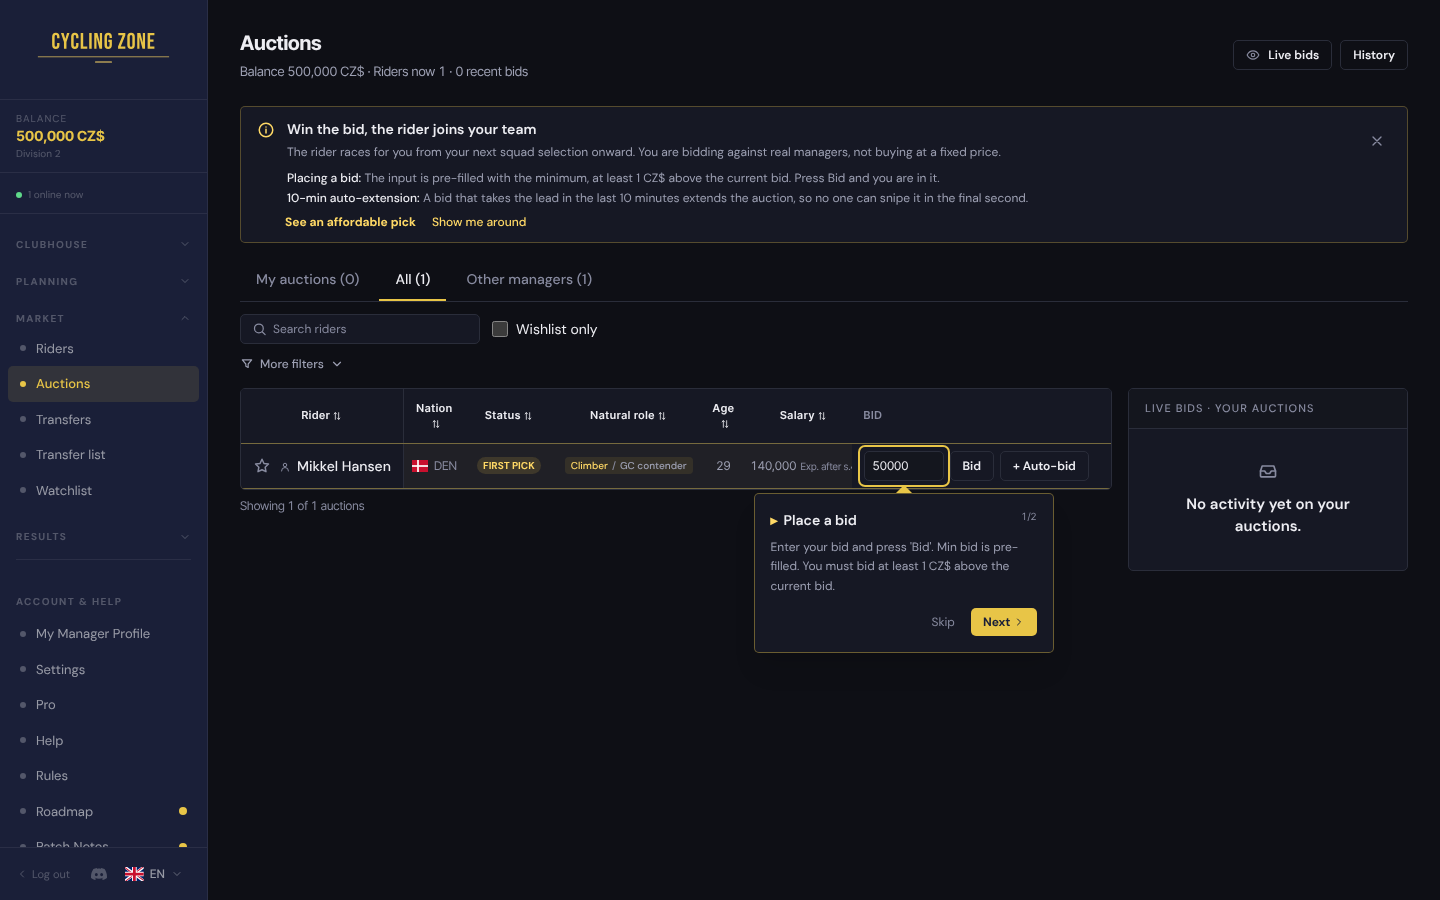 CYCLING ZONE
BALANCE
500,000 CZ$
Division 2
1 online now
CLUBHOUSE
PLANNING
MARKET
Riders
Auctions
Transfers
Transfer list
Watchlist
RESULTS
ACCOUNT & HELP
My Manager Profile
Settings
Pro
Help
Rules
Roadmap
Patch Notes
Log out
EN
Auctions
Balance 500,000 CZ$ · Riders now 1 · 0 recent bids
Live bids
History
Win the bid, the rider joins your team
The rider races for you from your next squad selection onward. You are bidding against real managers, not buying at a fixed price.
Placing a bid: The input is pre-filled with the minimum, at least 1 CZ$ above the current bid. Press Bid and you are in it.
10-min auto-extension: A bid that takes the lead in the last 10 minutes extends the auction, so no one can snipe it in the final second.
See an affordable pick Show me around
My auctions (0) All (1) Other managers (1)
Search riders
Wishlist only
More filters
Rider Nation Status Natural role Age Salary BID
Mikkel Hansen DEN FIRST PICK Climber / GC contender 29 140,000 Exp. after s. 50000 Bid + Auto-bid
Showing 1 of 1 auctions
Place a bid 1/2
Enter your bid and press 'Bid'. Min bid is pre-
filled. You must bid at least 1 CZ$ above the
current bid.
Skip Next
LIVE BIDS · YOUR AUCTIONS
No activity yet on your
auctions.